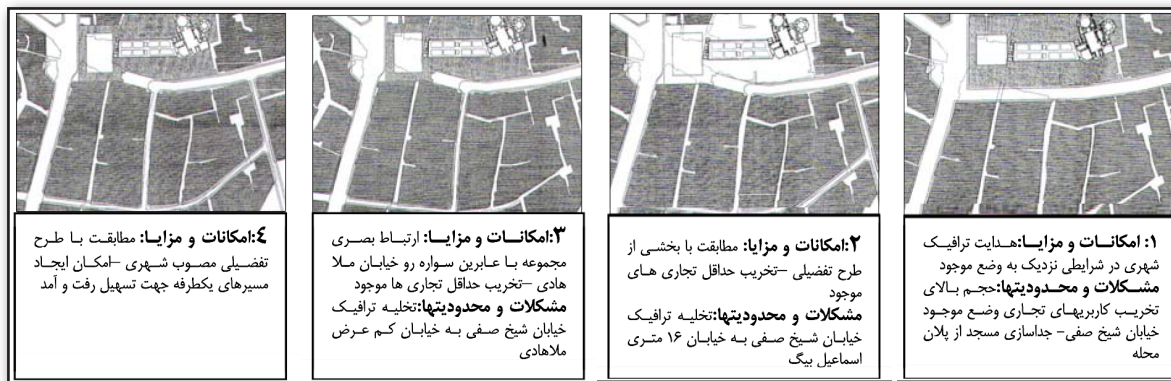 ۱: امکانات و مزایا:هدایت ترافیک
شهری در شرایطی نزدیک به وضع موجود
مشکلات و محدودیتها:حجم بالای
تخریب کاربریهای تجاری وضع موجود
خیابان شیخ صفی- جداسازی مسجد از پلان
محله
۲:امکانات و مزایا: مطابقت با بخشی از
طرح تفضیلی –تخریب حداقل تجاری های
موجود
مشکلات و محدودیتها:تخلیه ترافیک
خیابان شیخ صفی به خیابان ۱۶ متری
اسماعیل بیگ
۳:امکانات و مزایا: ارتباط بصری
مجموعه با عابرین سواره رو خیابان ملا
هادی –تخریب حداقل تجاری ها موجود
مشکلات و محدودیتها:تخلیه ترافیک
خیابان شیخ صفی به خیابان کم عرض
ملاهادی
٤:امکانات و مزایا: مطابقت با طرح
تفضیلی مصوب شهری –امکان ایجاد
مسیرهای یکطرفه جهت تسهیل رفت و آمد